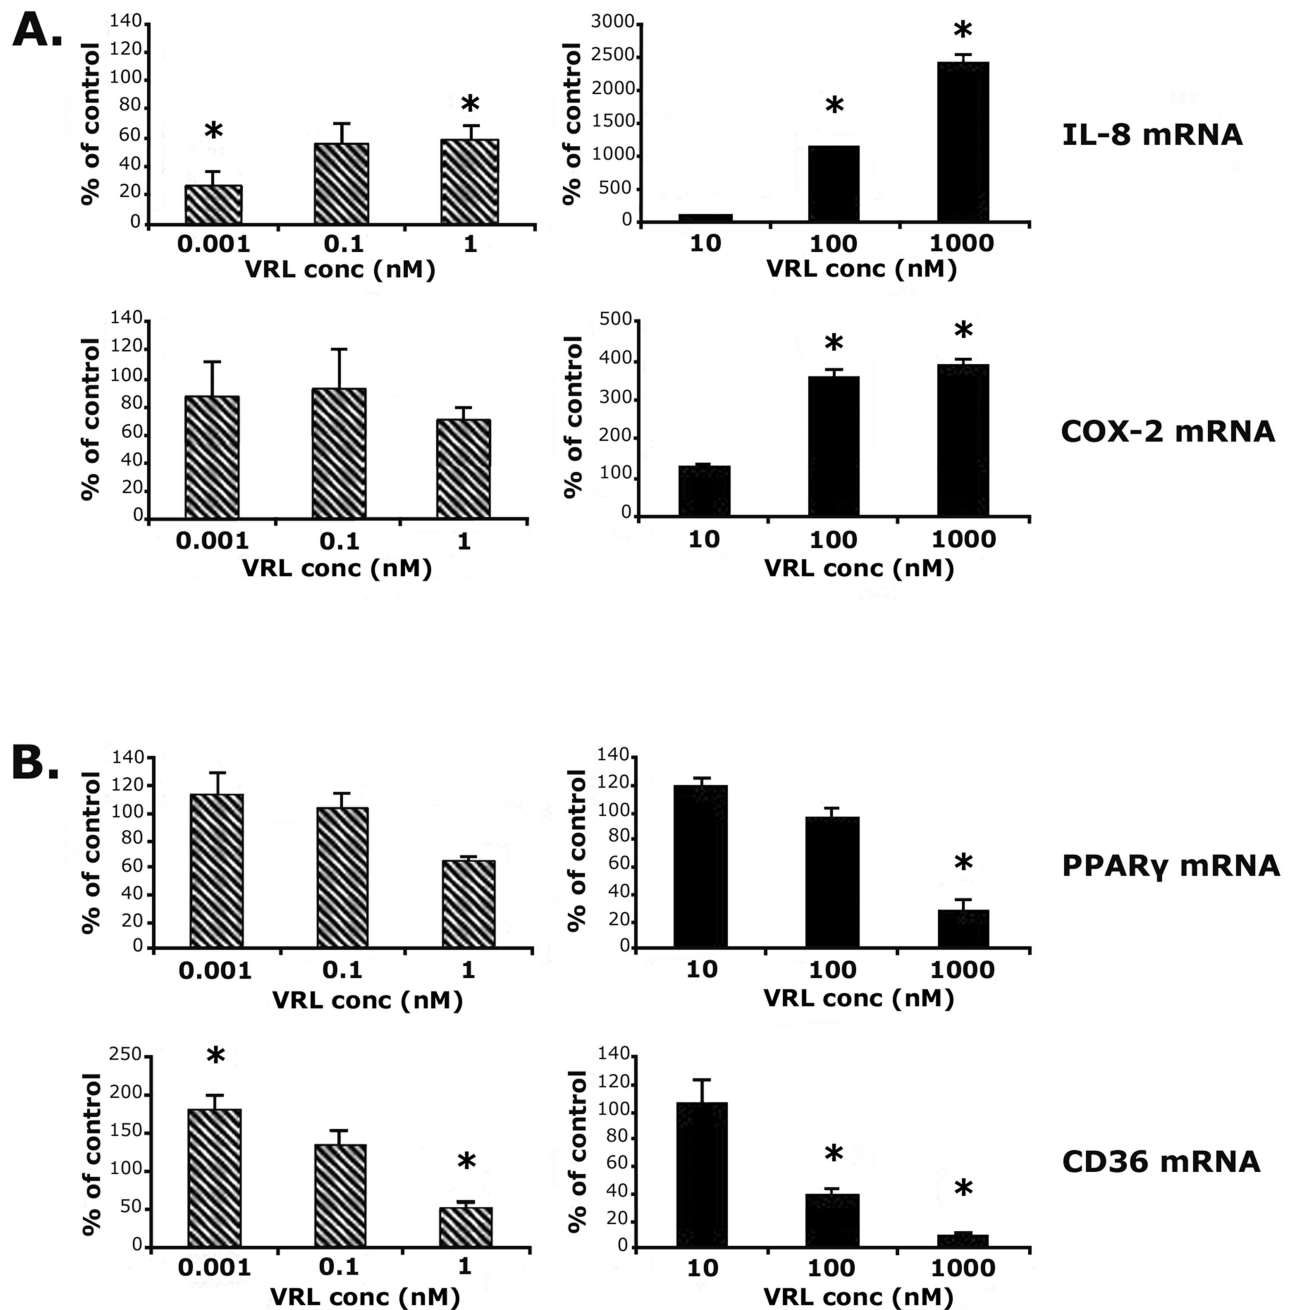 A.
% of control
140
120
100
80
60
40
20
0
*
*
0.001 0.1 1
VRL conc (nM)
% of control
3000
2500
2000
1500
1000
500
0
*
*
10 100 1000
VRL conc (nM)
IL-8 mRNA
% of control
140
120
100
80
60
40
20
0
0.001 0.1 1
VRL conc (nM)
% of control
500
400
300
200
100
0
*
*
10 100 1000
VRL conc (nM)
COX-2 mRNA
B.
% of control
140
120
100
80
60
40
20
0
0.001 0.1 1
VRL conc (nM)
% of control
140
120
100
80
60
40
20
0
*
10 100 1000
VRL conc (nM)
PPARγ mRNA
% of control
250
200
150
100
50
0
*
*
0.001 0.1 1
VRL conc (nM)
% of control
140
120
100
80
60
40
20
0
*
*
10 100 1000
VRL conc (nM)
CD36 mRNA